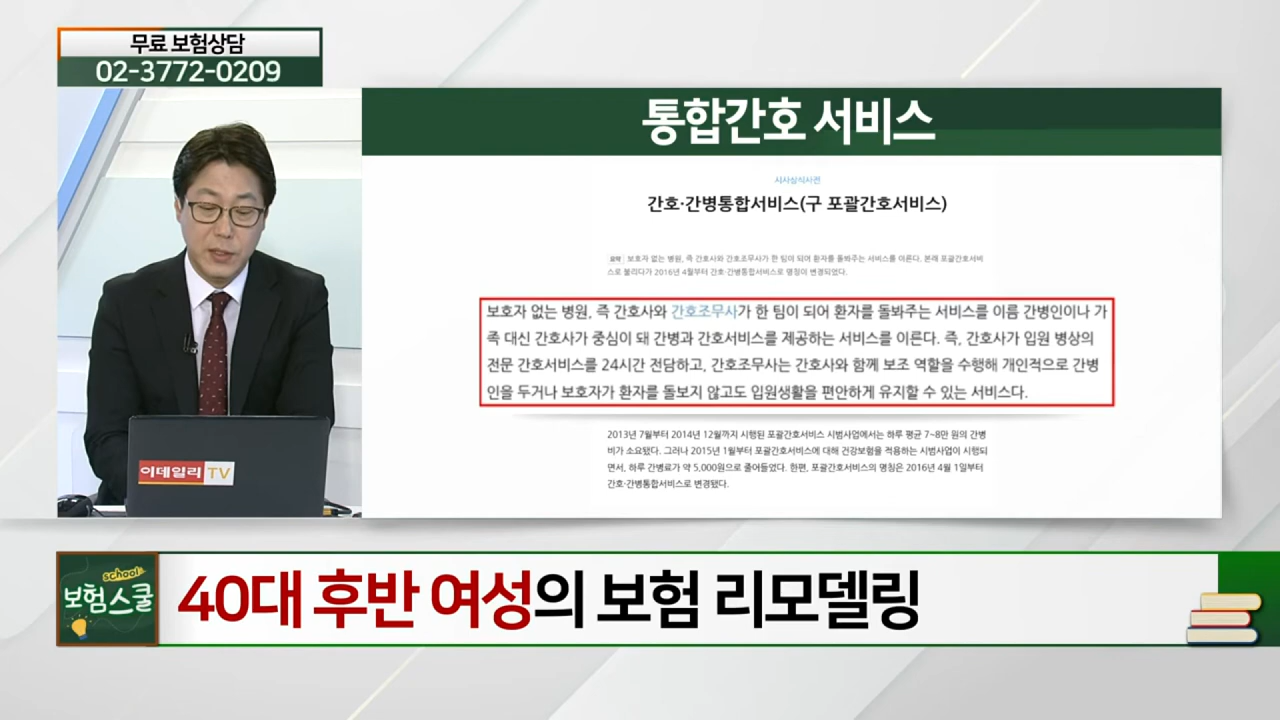 무료 보험상담
02-3772-0209
통합간호 서비스
시사상식사전
간호·간병통합서비스(구 포괄간호서비스)
요약 보호자 없는 병원, 즉 간호사와 간호조무사가 한 팀이 되어 환자를 돌봐주는 서비스를 이른다. 본래 포괄간호서비
스로 불리다가 2016년 4월부터 간호·간병통합서비스로 명칭이 변경되었다.
보호자 없는 병원, 즉 간호사와 간호조무사가 한 팀이 되어 환자를 돌봐주는 서비스를 이름 간병인이나 가
족 대신 간호사가 중심이 돼 간병과 간호서비스를 제공하는 서비스를 이른다. 즉, 간호사가 입원 병상의
전문 간호서비스를 24시간 전담하고, 간호조무사는 간호사와 함께 보조 역할을 수행해 개인적으로 간병
인을 두거나 보호자가 환자를 돌보지 않고도 입원생활을 편안하게 유지할 수 있는 서비스다.
2013년 7월부터 2014년 12월까지 시행된 포괄간호서비스 시범사업에서는 하루 평균 7~8만 원의 간병
비가 소요됐다. 그러나 2015년 1월부터 포괄간호서비스에 대해 건강보험을 적용하는 시범사업이 시행되
면서, 하루 간병료가 약 5,000원으로 줄어들었다. 한편, 포괄간호서비스의 명칭은 2016년 4월 1일부터
간호·간병통합서비스로 변경됐다.
이데일리 TV
school
보험스쿨
40대 후반 여성의 보험 리모델링